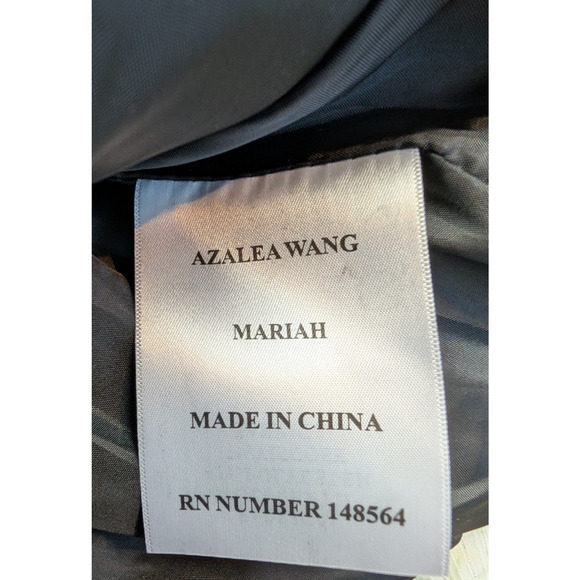 AZALEA WANG
MARIAH
MADE IN CHINA
RN NUMBER 148564